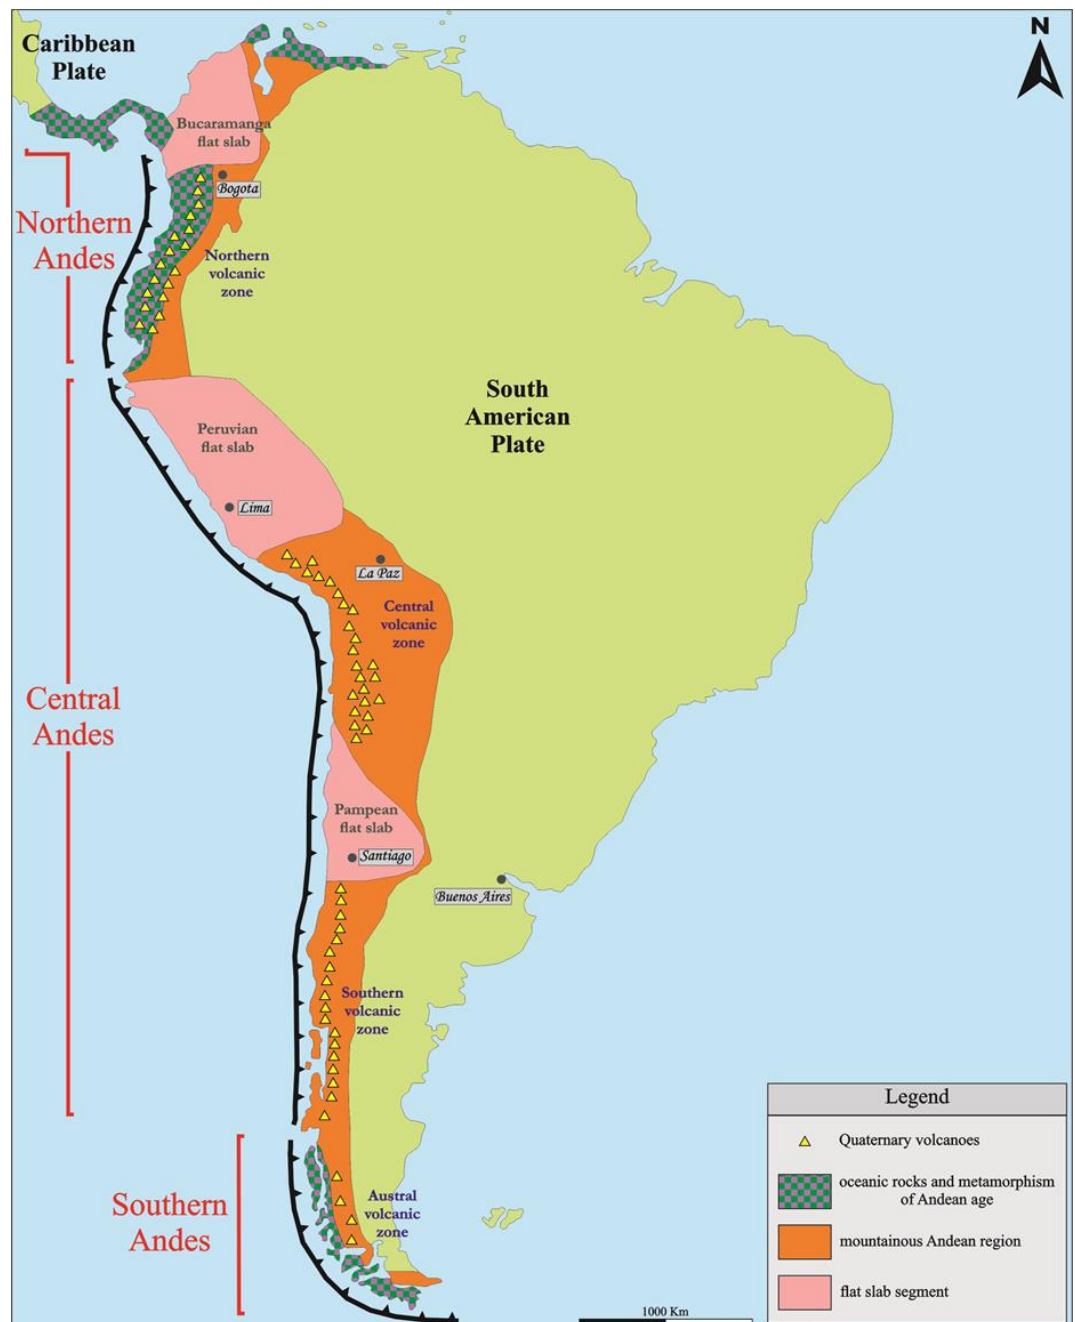 Caribbean
Plate
N
Bucaramanga
flat slab
Bogota
Northern
Andes
Northern
volcanic
zone
South
American
Plate
Peruvian
flat slab
Lima
La Paz
Central
volcanic
zone
Central
Andes
Pampean
flat slab
Santiago
Buenos Aires
Southern
volcanic
zone
Southern
Andes
Austral
volcanic
zone
1000 Km
Legend
Quaternary volcanoes
oceanic rocks and metamorphism
of Andean age
mountainous Andean region
flat slab segment